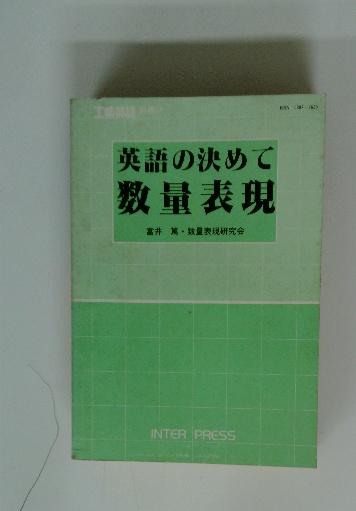 工業英語
英語の決めて
数量表現
富井 篤・数量表現研究会
INTER PRESS